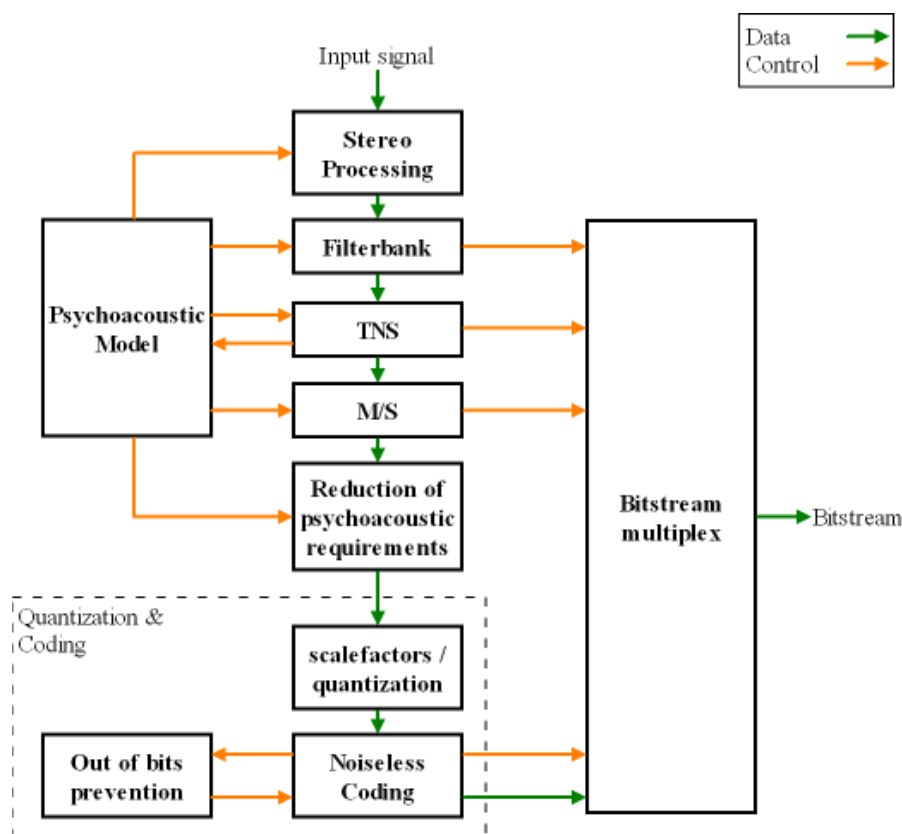 Data
Control
Input signal
Stereo
Processing
Filterbank
Psychoacoustic
Model
TNS
M/S
Reduction of
psychoacoustic
requirements
Bitstream
multiplex
Bitstream
Quantization &
Coding
scalefactors /
quantization
Out of bits
prevention
Noiseless
Coding